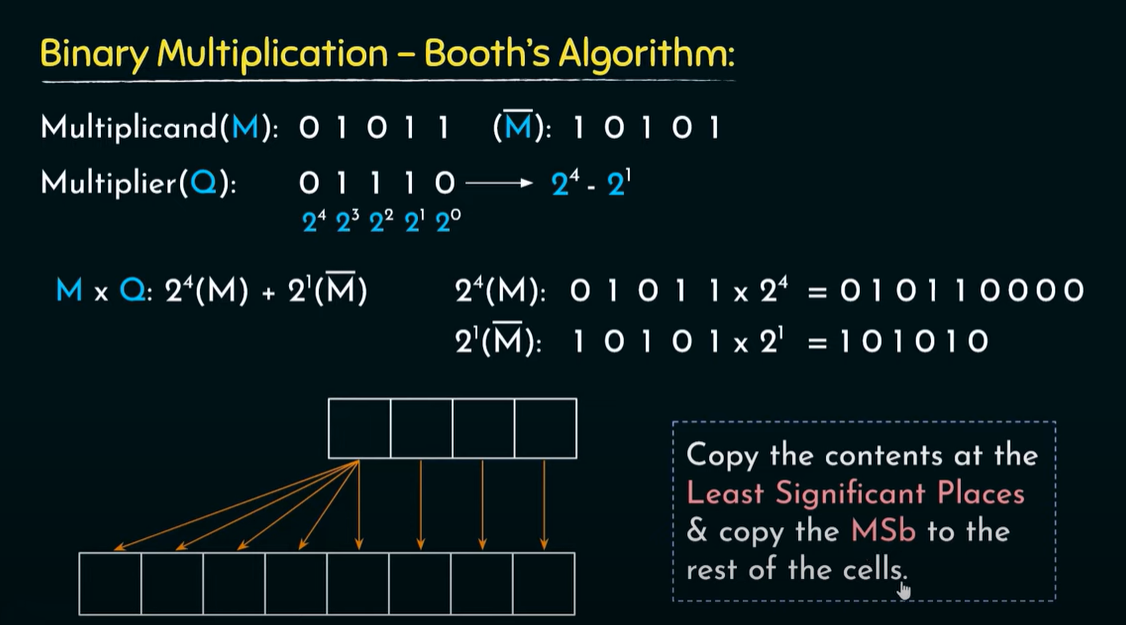 Binary Multiplication – Booth's Algorithm:
Multiplicand(M): 0 1 0 1 1 (M̅): 1 0 1 0 1
Multiplier(Q): 0 1 1 1 0 → 2⁴ - 2¹
2⁴ 2³ 2² 2¹ 2⁰
M x Q: 2⁴(M) + 2¹(M̅)
2⁴(M): 0 1 0 1 1 x 2⁴ = 0 1 0 1 1 0 0 0 0
2¹(M̅): 1 0 1 0 1 x 2¹ = 1 0 1 0 1 0
Copy the contents at the
Least Significant Places
& copy the MSb to the
rest of the cells.